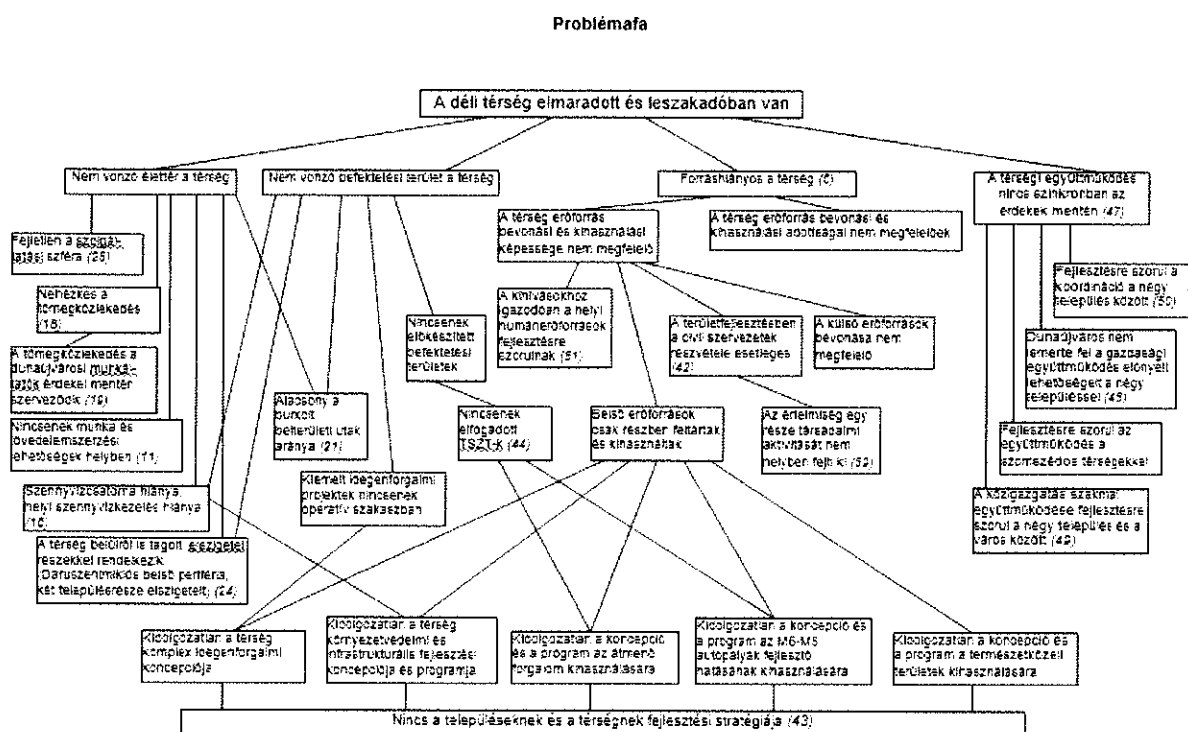 Problémafa
A déli térség elmaradott és leszakadóban van
Nem vonzó élettér a térség
Nem vonzó befektetési terület a térség
Forráshiányos a térség (6)
A térségi együttműködés
nincs szinkronban az
érdekek mentén (47)
Fejletlen a szolgál-
tatási szféra (25)
Nehézkes a
tömegközlekedés
(18)
A tömegközlekedés a
dunaújvárosi munkál-
tatók érdekei mentén
szerveződik (19)
Nincsenek munka és
jövedelemszerzési
lehetőségek helyben (11)
Szennyvízcsatorna hiánya,
helyi szennyvízkezelés hiánya
(16)
A térség belülről is tagolt, elszigetelt
részekkel rendelkezik
(Daruszentmiklós belső periféria,
két településrésze elszigetelt) (24)
Alacsony a
burkolt
belterületi utak
aránya (21)
Kiemelt idegenforgalmi
projektek nincsenek
operatív szakaszban
Nincsenek
előkészített
befektetési
területek
Nincsenek
elfogadott
TSZT-k (44)
A térség erőforrás
bevonási és kihasználási
képessége nem megfelelő
A térség erőforrás bevonási és
kihasználási adottságai nem megfelelőek
A kihívásokhoz
igazodóan a helyi
humánerőforrások
fejlesztésre
szorulnak (51)
A területfejlesztésben
a civil szervezetek
részvétele esetleges
(42)
A külső erőforrások
bevonása nem
megfelelő
Belső erőforrások
csak részben feltártak
és kihasználtak
Az értelmiség egy
része társadalmi
aktivitását nem
helyben fejti ki (52)
Fejlesztésre szorul a
koordináció a négy
település között (50)
Dunaújváros nem
ismerte fel a gazdasági
együttműködés előnyeit
lehetőségeit a négy
településsel (45)
Fejlesztésre szorul az
együttműködés a
szomszédos térségekkel
A közigazgatás szakmai
együttműködése fejlesztésre
szorul a négy település és a
város között (49)
Kidolgozatlan a térség
komplex idegenforgalmi
koncepciója
Kidolgozatlan a térség
környezetvédelmi és
infrastrukturális fejlesztési
koncepciója és programja
Kidolgozatlan a koncepció
és a program az átmenő
forgalom kihasználására
Kidolgozatlan a koncepció és
a program az M6-M8
autópályák fejlesztő
hatásának kihasználására
Kidolgozatlan a koncepció és
a program a természetközeli
területek kihasználására
Nincs a településeknek és a térségnek fejlesztési stratégiája (43)